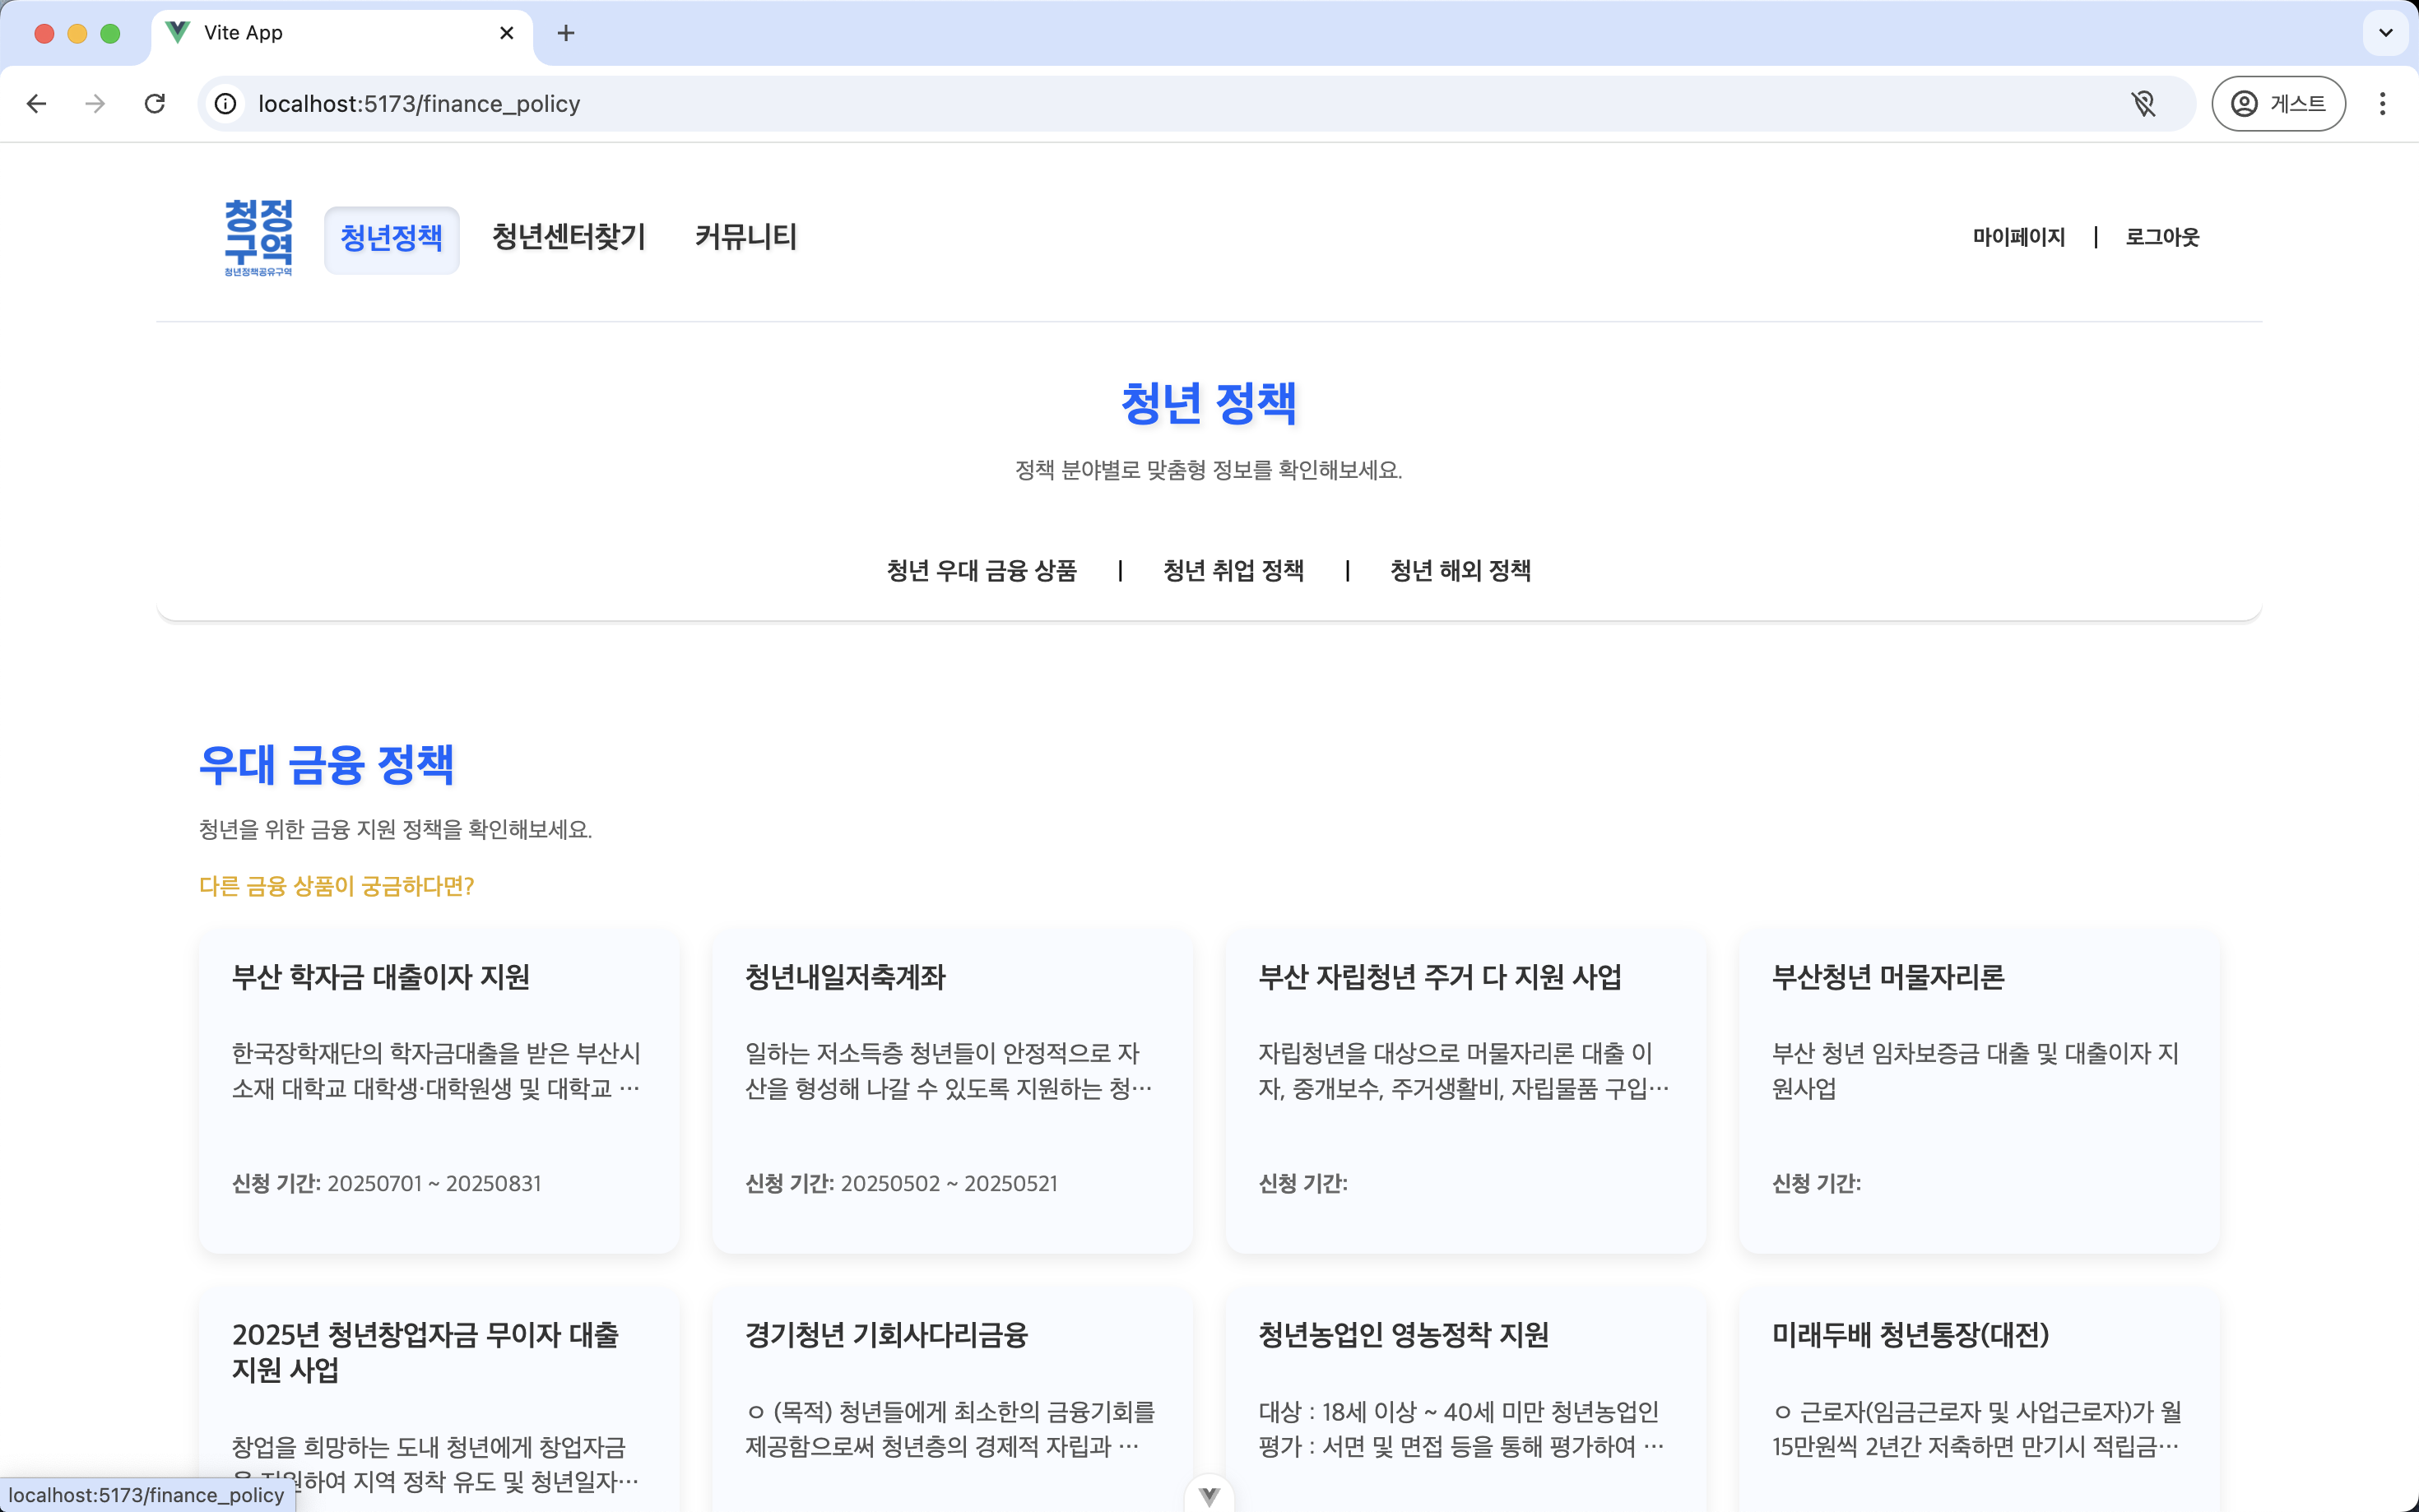 Vite App
localhost:5173/finance_policy
게스트
청정
구역
청년정책공유구역
청년정책
청년센터찾기
커뮤니티
마이페이지 | 로그아웃
청년 정책
정책 분야별로 맞춤형 정보를 확인해보세요.
청년 우대 금융 상품 | 청년 취업 정책 | 청년 해외 정책
우대 금융 정책
청년을 위한 금융 지원 정책을 확인해보세요.
다른 금융 상품이 궁금하다면?
부산 학자금 대출이자 지원
한국장학재단의 학자금대출을 받은 부산시
소재 대학교 대학생·대학원생 및 대학교 …
신청 기간: 20250701 ~ 20250831
청년내일저축계좌
일하는 저소득층 청년들이 안정적으로 자
산을 형성해 나갈 수 있도록 지원하는 청…
신청 기간: 20250502 ~ 20250521
부산 자립청년 주거 다 지원 사업
자립청년을 대상으로 머물자리론 대출 이
자, 중개보수, 주거생활비, 자립물품 구입…
신청 기간:
부산청년 머물자리론
부산 청년 임차보증금 대출 및 대출이자 지
원사업
신청 기간:
2025년 청년창업자금 무이자 대출
지원 사업
창업을 희망하는 도내 청년에게 창업자금
을 지원하여 지역 정착 유도 및 청년일자…
경기청년 기회사다리금융
ㅇ (목적) 청년들에게 최소한의 금융기회를
제공함으로써 청년층의 경제적 자립과 …
청년농업인 영농정착 지원
대상 : 18세 이상 ~ 40세 미만 청년농업인
평가 : 서면 및 면접 등을 통해 평가하여 …
미래두배 청년통장(대전)
ㅇ 근로자(임금근로자 및 사업근로자)가 월
15만원씩 2년간 저축하면 만기시 적립금…
localhost:5173/finance_policy